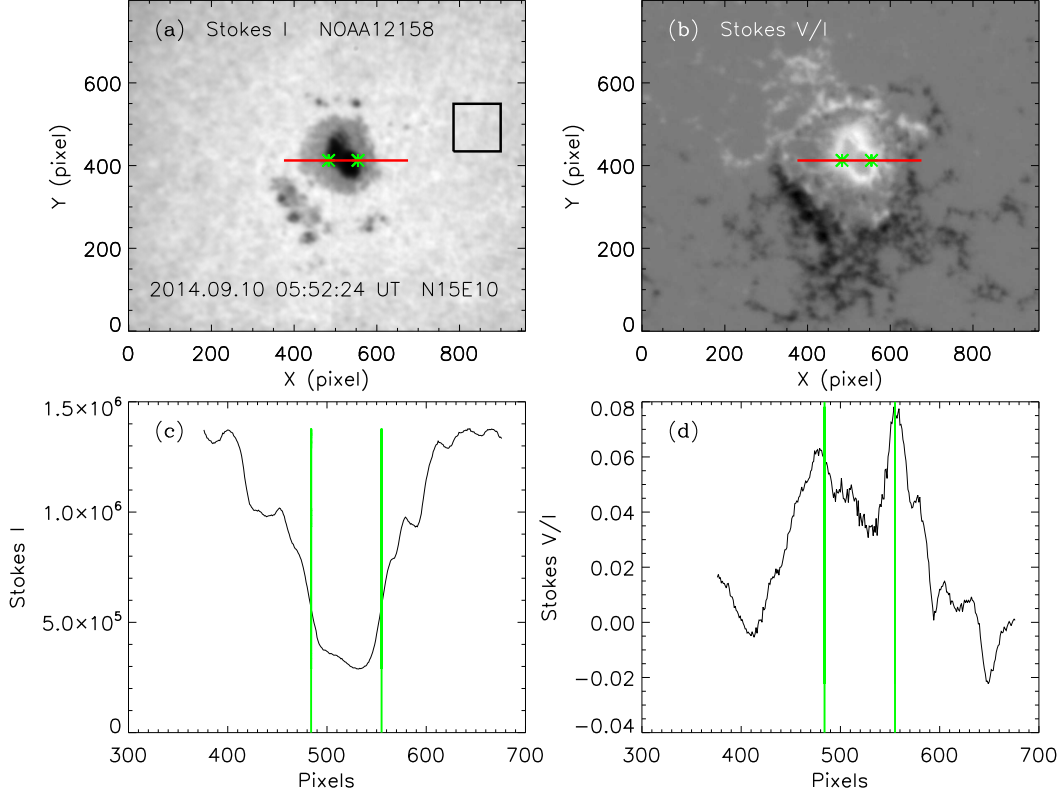 (a) Stokes I NOAA12158
2014.09.10 05:52:24 UT N15E10
Y (pixel)
800
600
400
200
0
0 200 400 600 800
X (pixel)
(b) Stokes V/I
Y (pixel)
800
600
400
200
0
0 200 400 600 800
X (pixel)
(c)
Stokes I
1.5×10⁶
1.0×10⁶
5.0×10⁵
0
300 400 500 600 700
Pixels
(d)
Stokes V/I
0.08
0.06
0.04
0.02
0.00
−0.02
−0.04
300 400 500 600 700
Pixels